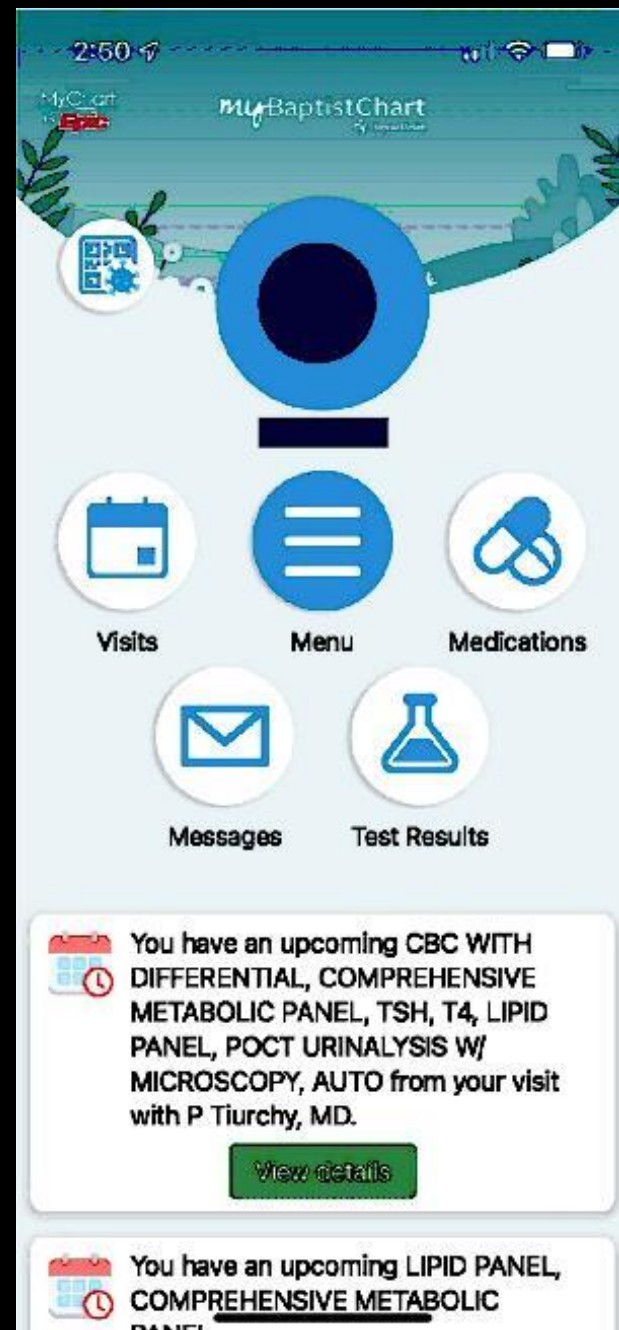 2:50
MyChart
Epic
myBaptistChart
Visits
Menu
Medications
Messages
Test Results
You have an upcoming CBC WITH
DIFFERENTIAL, COMPREHENSIVE
METABOLIC PANEL, TSH, T4, LIPID
PANEL, POCT URINALYSIS W/
MICROSCOPY, AUTO from your visit
with P Tiurchy, MD.
View details
You have an upcoming LIPID PANEL,
COMPREHENSIVE METABOLIC
PANEL